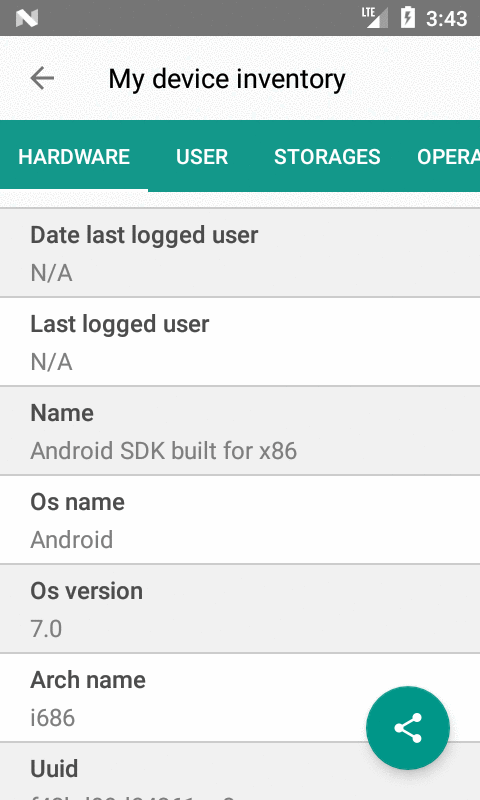 LTE 3:43
My device inventory
HARDWARE USER STORAGES OPERA
Date last logged user
N/A
Last logged user
N/A
Name
Android SDK built for x86
Os name
Android
Os version
7.0
Arch name
i686
Uuid